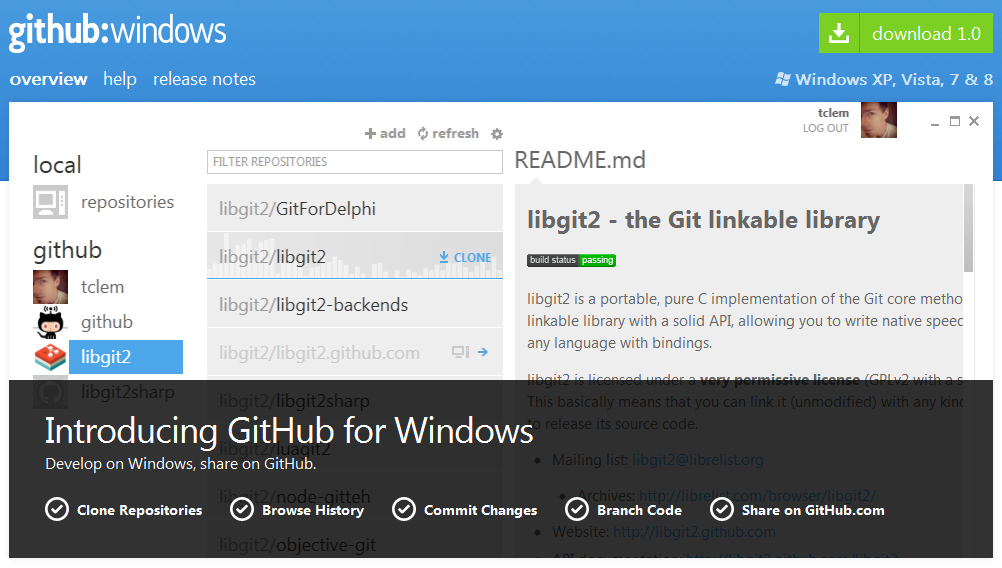 github:windows
download 1.0
overview help release notes
Windows XP, Vista, 7 & 8
tclem
LOG OUT
add refresh
local
repositories
github
tclem
github
libgit2
libgit2sharp
FILTER REPOSITORIES
libgit2/GitForDelphi
libgit2/libgit2 CLONE
libgit2/libgit2-backends
libgit2/libgit2.github.com
libgit2/libgit2sharp
libgit2/luagit2
libgit2/node-gitteh
libgit2/objective-git
README.md
libgit2 - the Git linkable library
build status passing
libgit2 is a portable, pure C implementation of the Git core metho
linkable library with a solid API, allowing you to write native speed
any language with bindings.
libgit2 is licensed under a very permissive license (GPLv2 with a s
This basically means that you can link it (unmodified) with any kind
to release its source code.
Mailing list: libgit2@librelist.org
Archives: http://librelist.com/browser/libgit2/
Website: http://libgit2.github.com
API documentation: http://libgit2.github.com/libgit2
Introducing GitHub for Windows
Develop on Windows, share on GitHub.
Clone Repositories
Browse History
Commit Changes
Branch Code
Share on GitHub.com